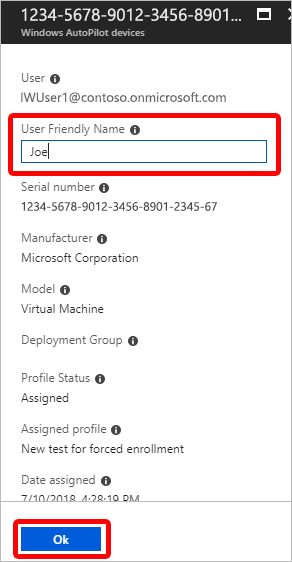 1234-5678-9012-3456-8901...
Windows AutoPilot devices
User
IWUser1@contoso.onmicrosoft.com
User Friendly Name
Joe
Serial number
1234-5678-9012-3456-8901-2345-67
Manufacturer
Microsoft Corporation
Model
Virtual Machine
Deployment Group
Profile Status
Assigned
Assigned profile
New test for forced enrollment
Date assigned
7/10/2018, 4:28:19 PM
Ok